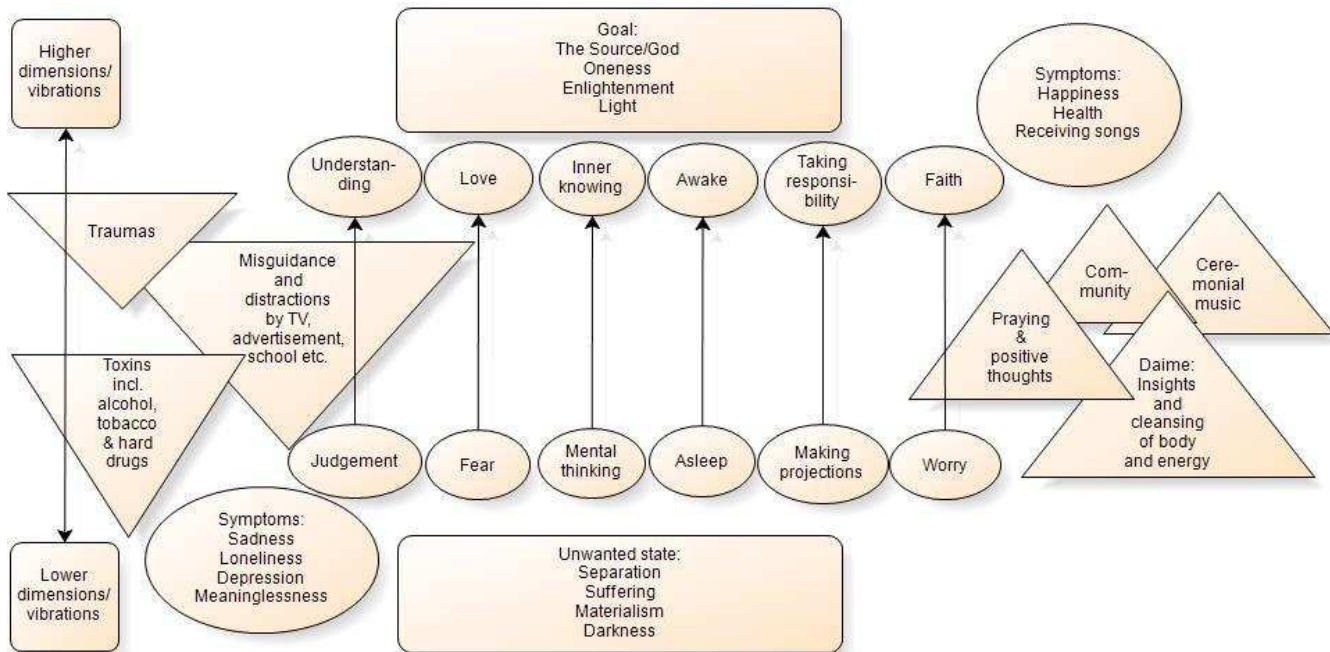 Higher
dimensions/
vibrations
Goal:
The Source/God
Oneness
Enlightenment
Light
Symptoms:
Happiness
Health
Receiving songs
Understan-
ding
Love
Inner
knowing
Awake
Taking
responsi-
bility
Faith
Traumas
Misguidance
and
distractions
by TV,
advertisement,
school etc.
Toxins
incl.
alcohol,
tobacco
& hard
drugs
Com-
munity
Cere-
monial
music
Praying
&
positive
thoughts
Daime:
Insights
and
cleansing
of body
and energy
Judgement
Fear
Mental
thinking
Asleep
Making
projections
Worry
Symptoms:
Sadness
Loneliness
Depression
Meaninglessness
Lower
dimensions/
vibrations
Unwanted state:
Separation
Suffering
Materialism
Darkness